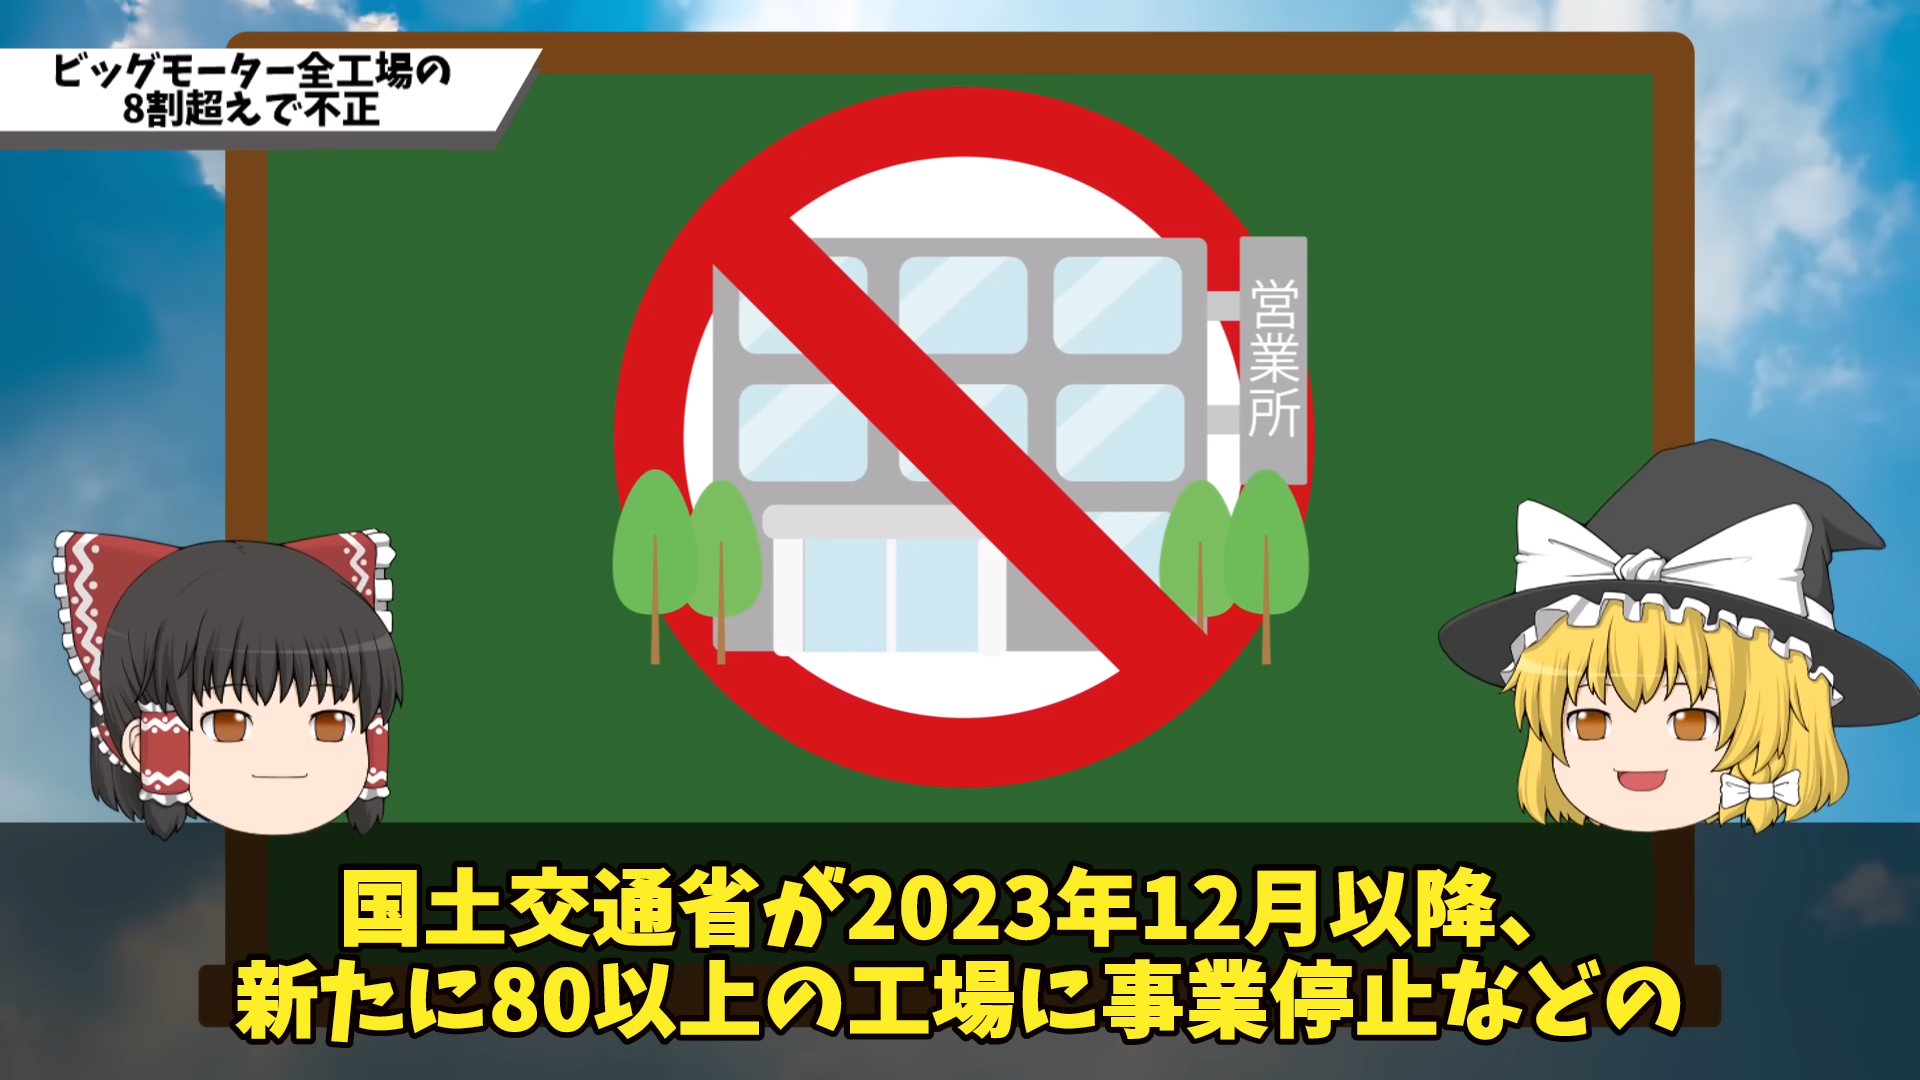 ビッグモーター全工場の
8割超えで不正
営業所
国土交通省が2023年12月以降、
新たに80以上の工場に事業停止などの